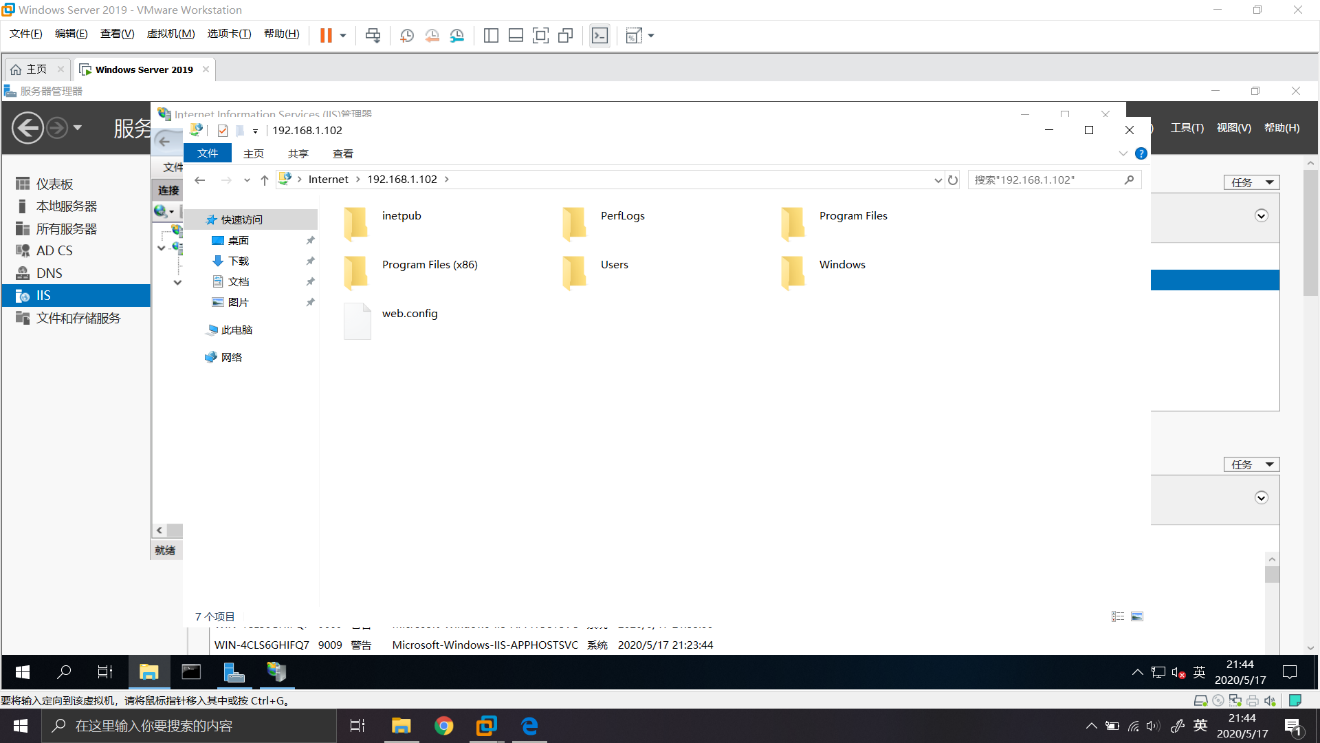 Windows Server 2019 - VMware Workstation
文件(F) 编辑(E) 查看(V) 虚拟机(M) 选项卡(T) 帮助(H)
主页 Windows Server 2019
服务器管理器
Internet Information Services (IIS)管理器
服务
192.168.1.102
工具(T) 视图(V) 帮助(H)
文件 主页 共享 查看
文件
Internet 192.168.1.102
搜索"192.168.1.102"
连接
任务
仪表板
本地服务器
所有服务器
AD CS
DNS
IIS
文件和存储服务
快速访问
桌面
下载
文档
图片
此电脑
网络
inetpub PerfLogs Program Files
Program Files (x86) Users Windows
web.config
任务
就绪
7 个项目
WIN-4CLS6GHIFQ7 9009 警告 Microsoft-Windows-IIS-APPHOSTSVC 系统 2020/5/17 21:23:44
英 21:44
2020/5/17
要将输入定向到该虚拟机，请将鼠标指针移入其中或按 Ctrl+G。
在这里输入你要搜索的内容
英 21:44
2020/5/17
1